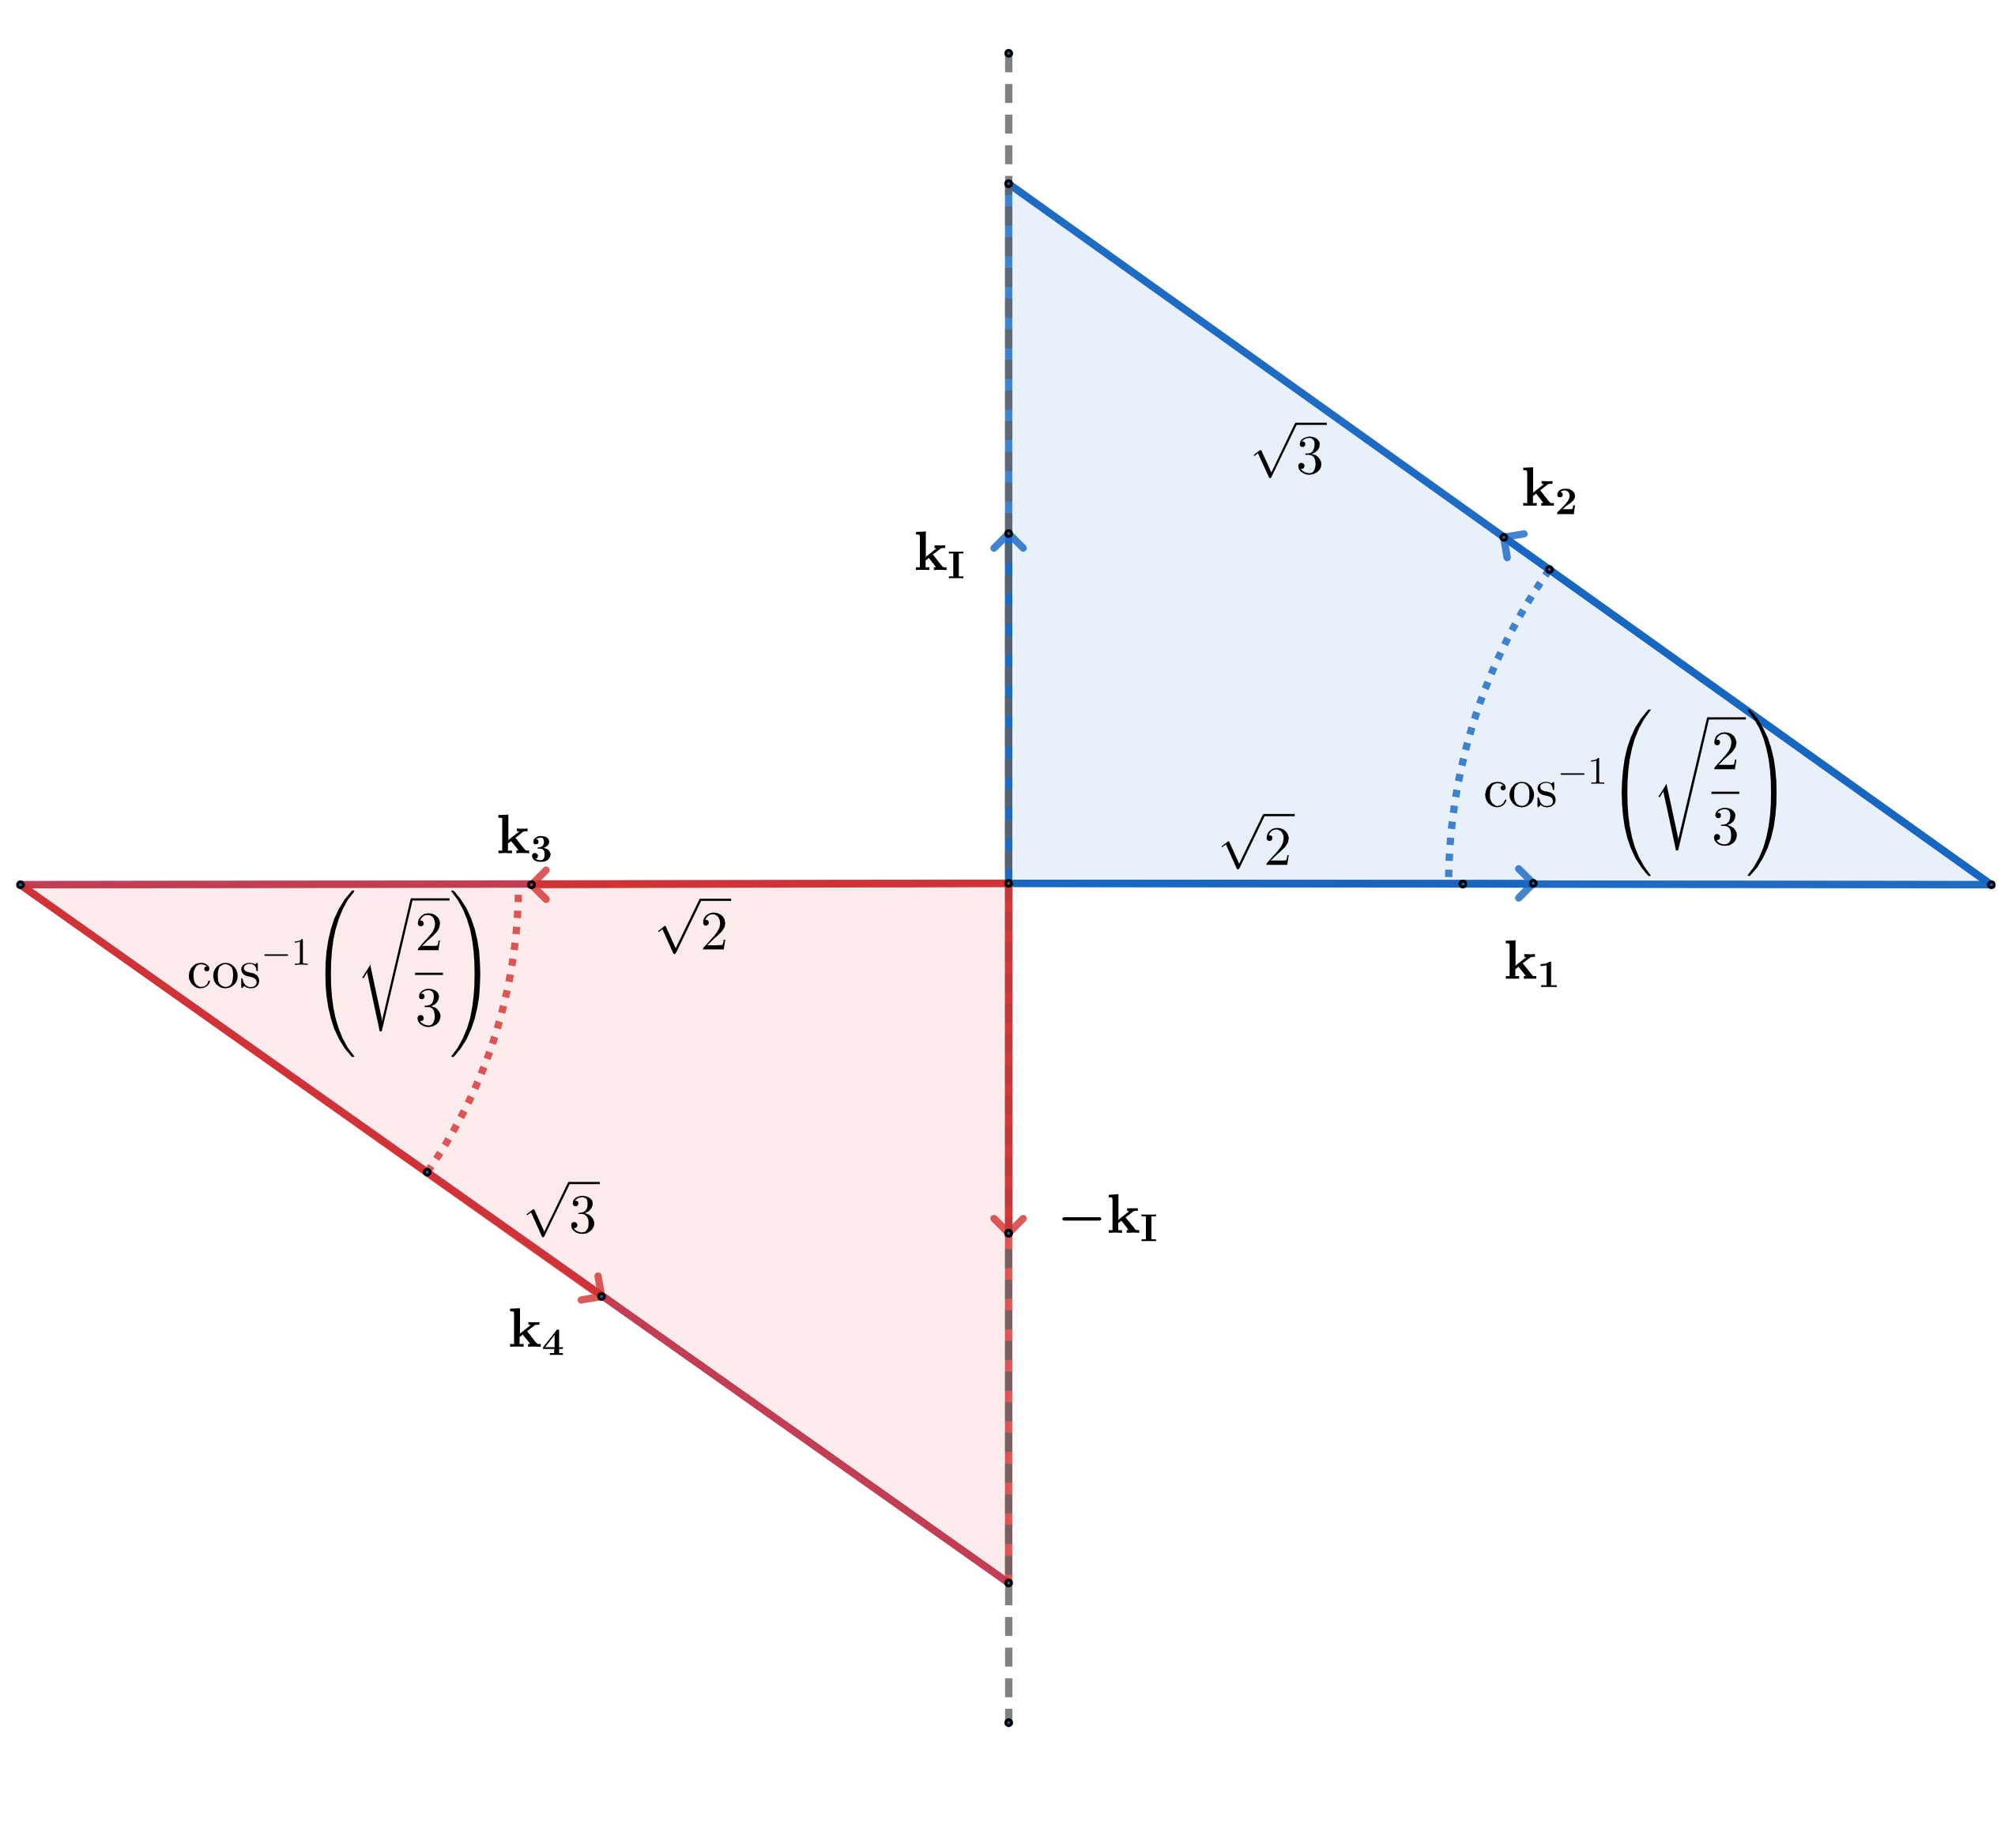 √3
k₂
k_I
cos⁻¹(√(2/3))
√2
k₃
k₁
cos⁻¹(√(2/3))
√2
√3
−k_I
k₄